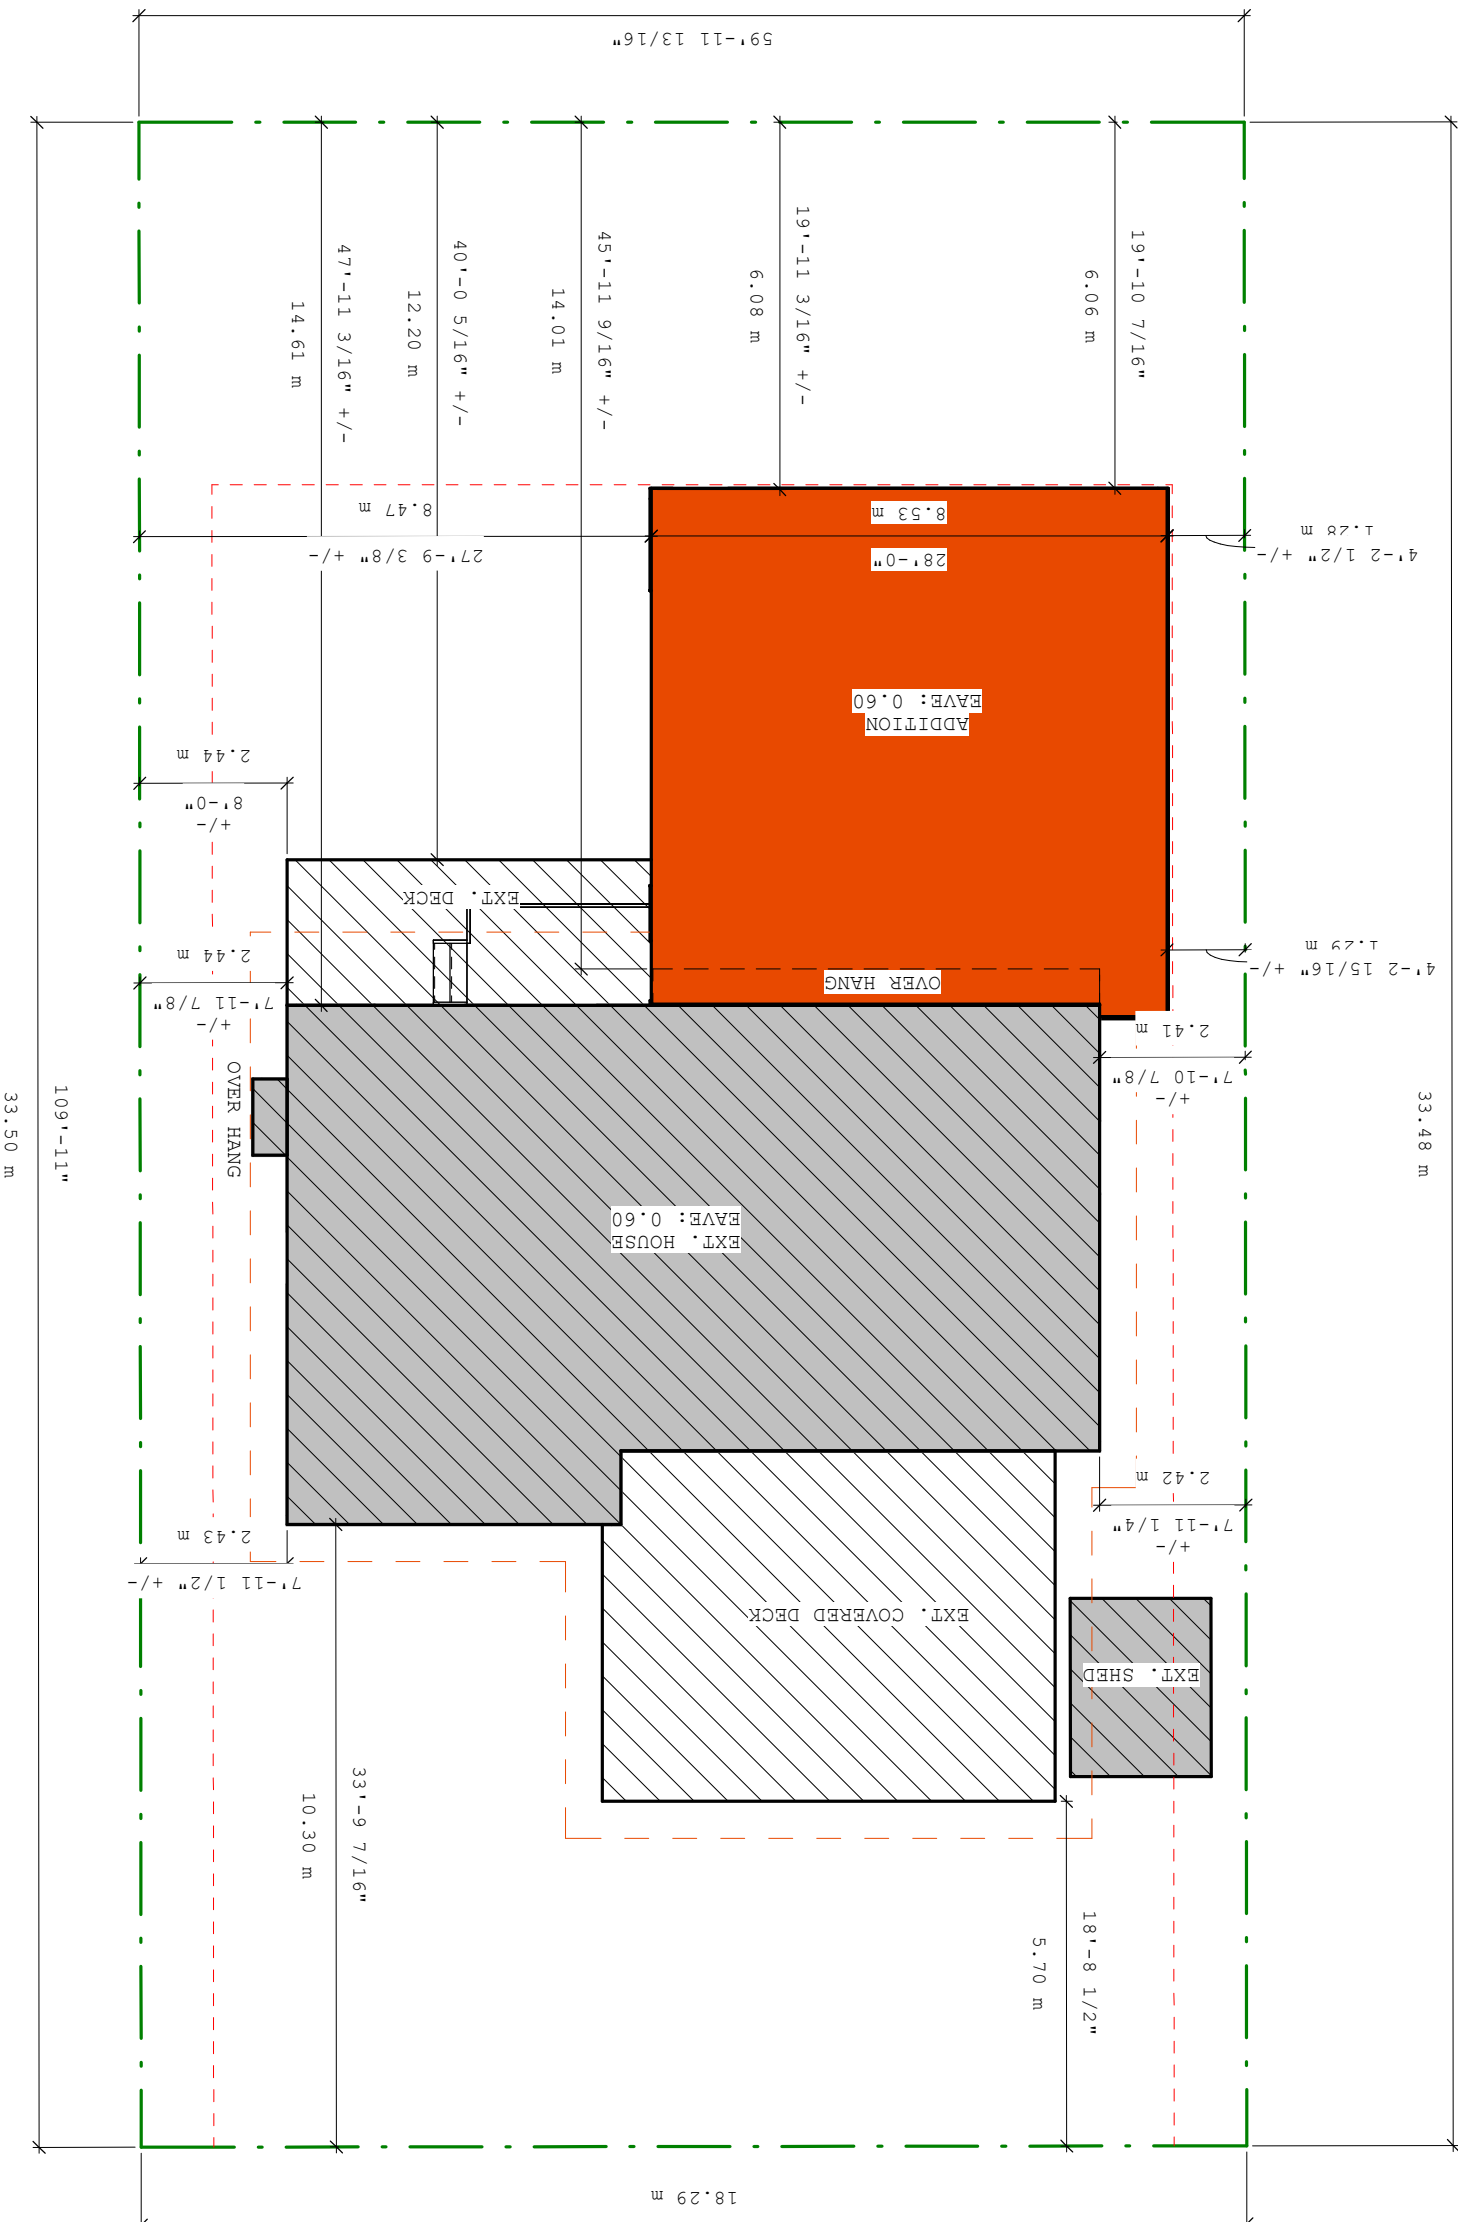 59'-11 13/16"
19'-10 7/16"
6.06 m
19'-11 3/16" +/-
6.08 m
45'-11 9/16" +/-
14.01 m
40'-0 5/16" +/-
12.20 m
47'-11 3/16" +/-
14.61 m
8.47 m
27'-9 3/8" +/-
8.53 m
28'-0"
1.28 m
4'-2 1/2" +/-
ADDITION
EAVE: 0.60
2.44 m
8'-0"
+/-
EXT. DECK
2.44 m
7'-11 7/8"
+/-
OVER HANG
1.29 m
4'-2 15/16" +/-
2.41 m
7'-10 7/8"
+/-
OVER HANG
109'-11"
33.50 m
33.48 m
EXT. HOUSE
EAVE: 0.60
2.42 m
7'-11 1/4"
+/-
2.43 m
7'-11 1/2" +/-
EXT. COVERED DECK
EXT. SHED
33'-9 7/16"
10.30 m
18'-8 1/2"
5.70 m
18.29 m